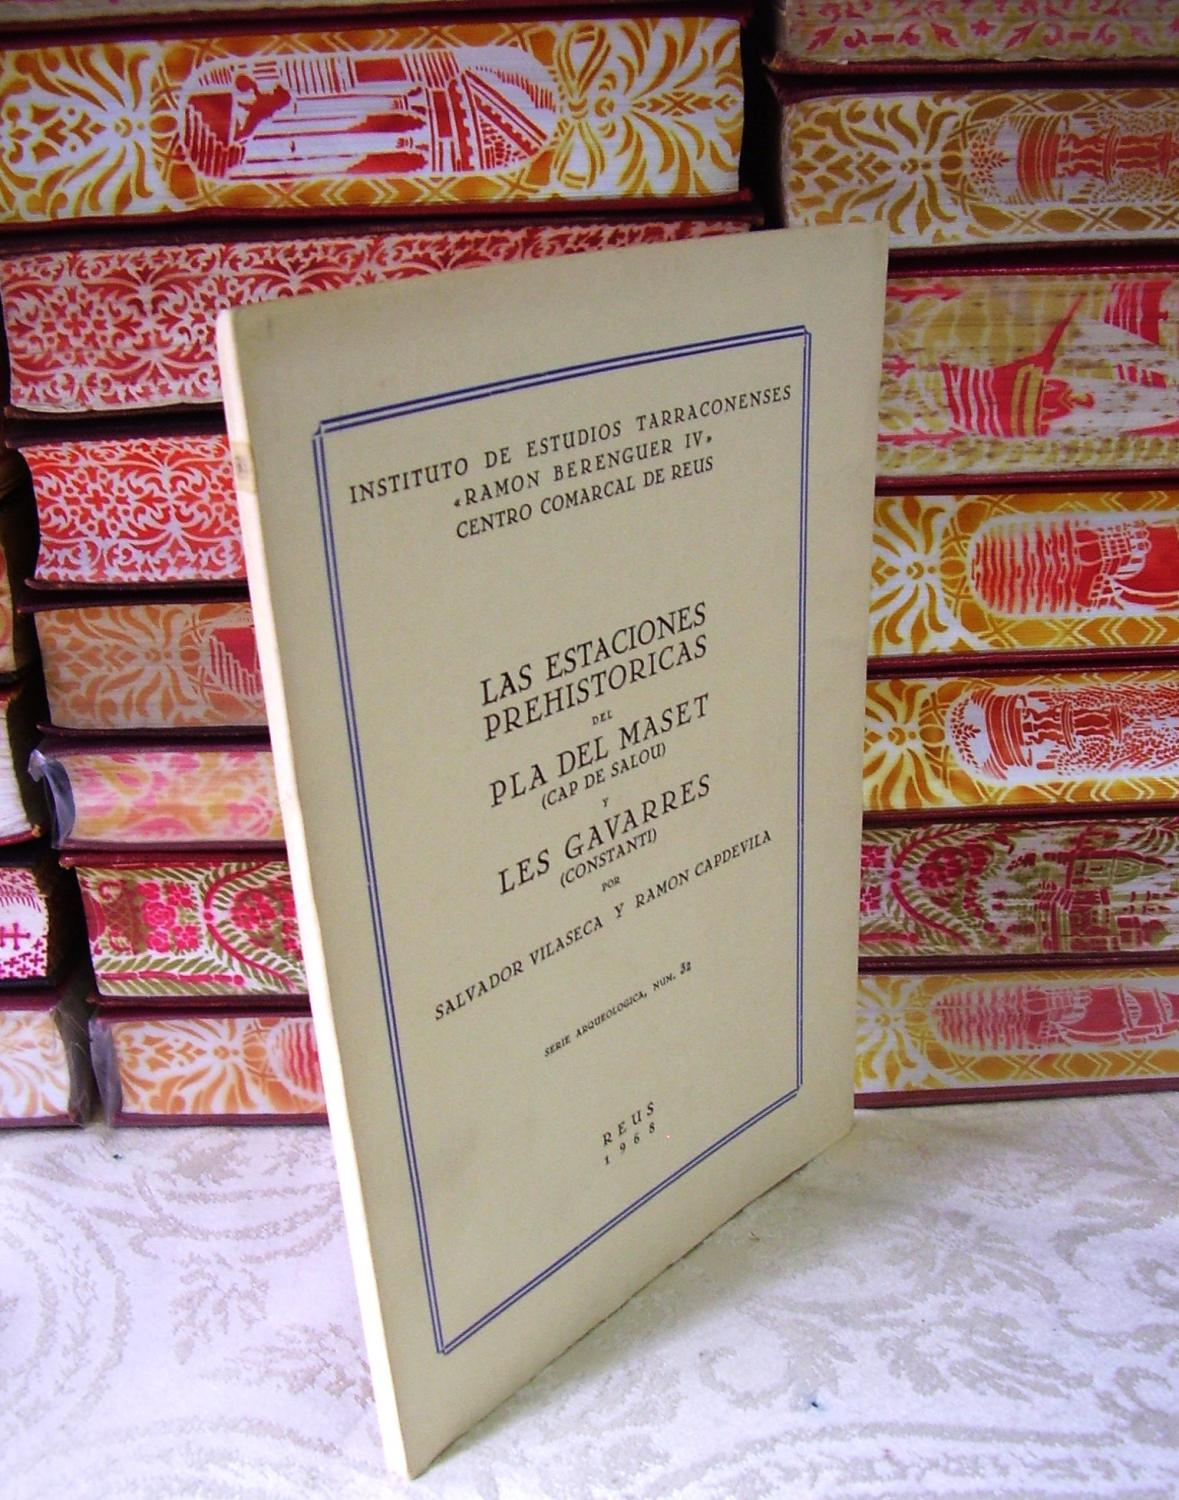 INSTITUTO DE ESTUDIOS TARRACONENSES
«RAMON BERENGUER IV»
CENTRO COMARCAL DE REUS
LAS ESTACIONES
PREHISTORICAS
DEL
PLA DEL MASET
(CAP DE SALOU)
Y
LES GAVARRES
(CONSTANTI)
POR
SALVADOR VILASECA Y RAMON CAPDEVILA
SERIE ARQUEOLOGICA, NUM. 32
REUS
1968